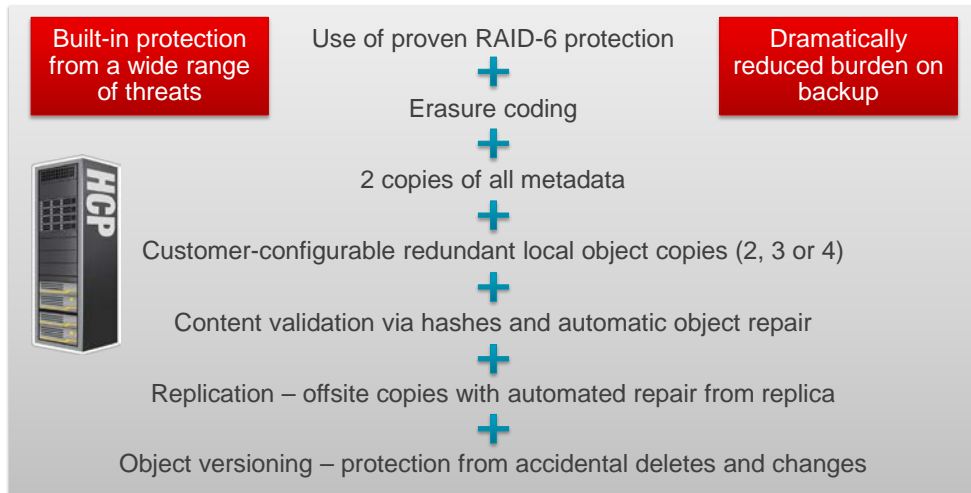 Built-in protection
from a wide range
of threats
Use of proven RAID-6 protection
Dramatically
reduced burden on
backup
+
Erasure coding
+
2 copies of all metadata
+
Customer-configurable redundant local object copies (2, 3 or 4)
+
Content validation via hashes and automatic object repair
+
Replication – offsite copies with automated repair from replica
+
Object versioning – protection from accidental deletes and changes
HCP